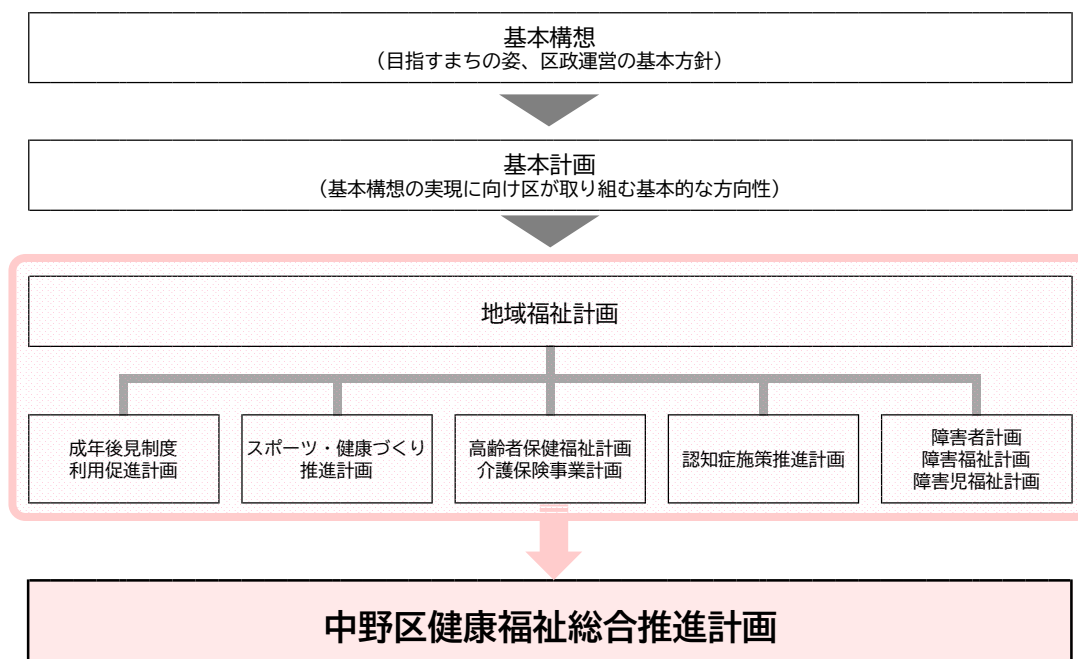 基本構想
（目指すまちの姿、区政運営の基本方針）
基本計画
（基本構想の実現に向け区が取り組む基本的な方向性）
地域福祉計画
成年後見制度
利用促進計画
スポーツ・健康づくり
推進計画
高齢者保健福祉計画
介護保険事業計画
認知症施策推進計画
障害者計画
障害福祉計画
障害児福祉計画
中野区健康福祉総合推進計画